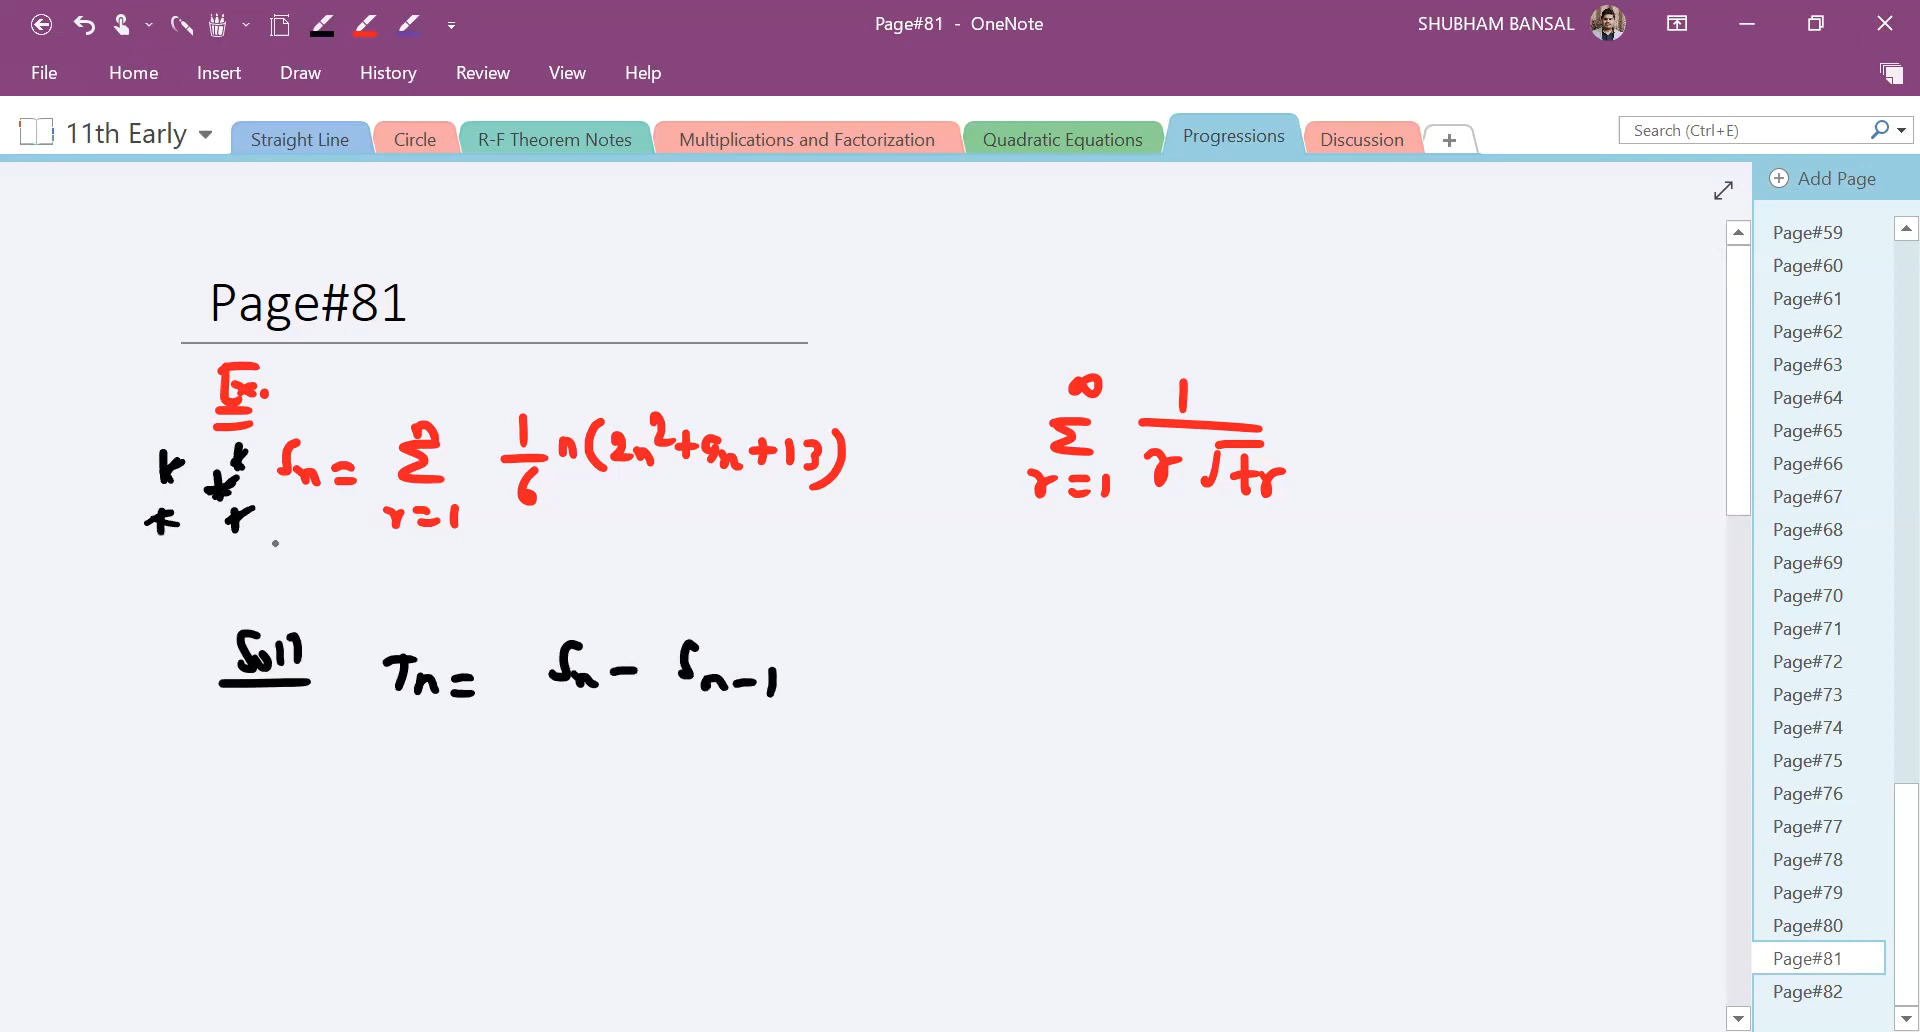 Page#81 - OneNote
SHUBHAM BANSAL
File Home Insert Draw History Review View Help
11th Early
Straight Line Circle R-F Theorem Notes Multiplications and Factorization Quadratic Equations Progressions Discussion
Search (Ctrl+E)
Add Page
Page#81
Ex.
Sn = Σ r=1 n 1/6 n(2n²+9n+13)
∞ Σ r=1 1/r√tr
Soln Tn = Sn - Sn-1
Page#59
Page#60
Page#61
Page#62
Page#63
Page#64
Page#65
Page#66
Page#67
Page#68
Page#69
Page#70
Page#71
Page#72
Page#73
Page#74
Page#75
Page#76
Page#77
Page#78
Page#79
Page#80
Page#81
Page#82